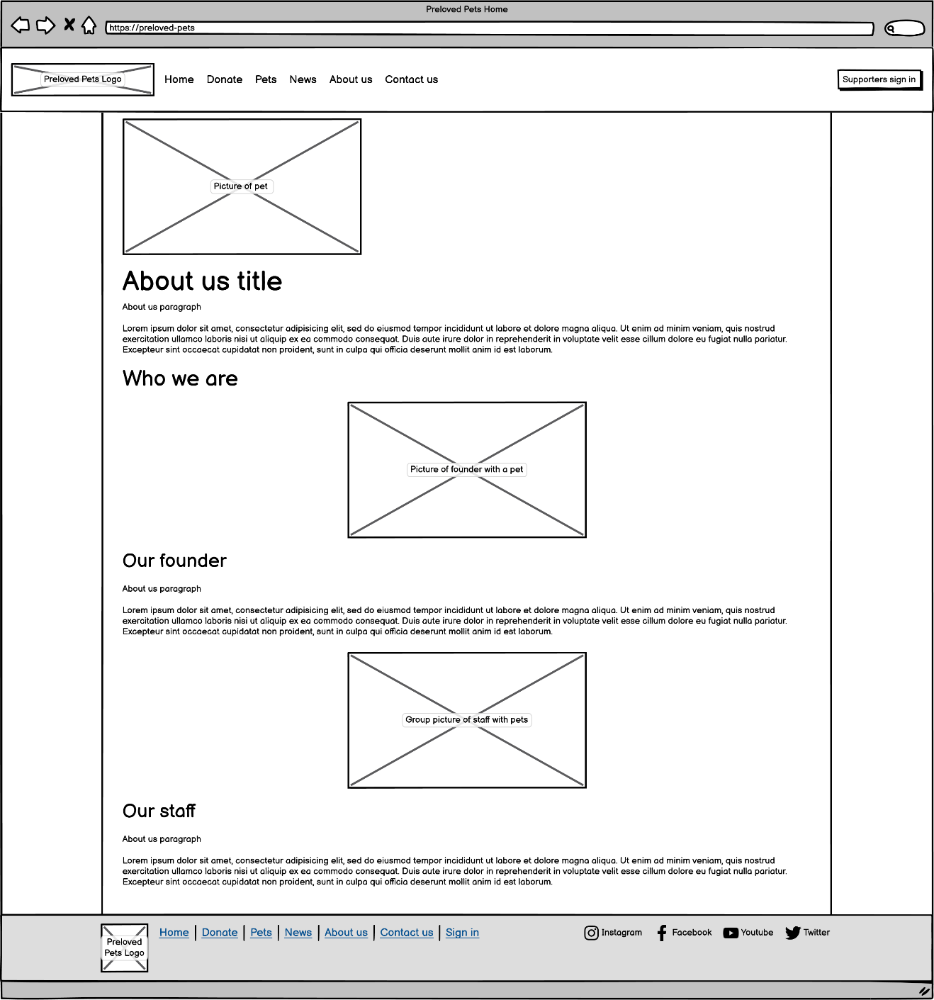 Preloved Pets Home
https://preloved-pets
Preloved Pets Logo
Home Donate Pets News About us Contact us
Supporters sign in
Picture of pet
About us title
About us paragraph
Lorem ipsum dolor sit amet, consectetur adipisicing elit, sed do eiusmod tempor incididunt ut labore et dolore magna aliqua. Ut enim ad minim veniam, quis nostrud
exercitation ullamco laboris nisi ut aliquip ex ea commodo consequat. Duis aute irure dolor in reprehenderit in voluptate velit esse cillum dolore eu fugiat nulla pariatur.
Excepteur sint occaecat cupidatat non proident, sunt in culpa qui officia deserunt mollit anim id est laborum.
Who we are
Picture of founder with a pet
Our founder
About us paragraph
Lorem ipsum dolor sit amet, consectetur adipisicing elit, sed do eiusmod tempor incididunt ut labore et dolore magna aliqua. Ut enim ad minim veniam, quis nostrud
exercitation ullamco laboris nisi ut aliquip ex ea commodo consequat. Duis aute irure dolor in reprehenderit in voluptate velit esse cillum dolore eu fugiat nulla pariatur.
Excepteur sint occaecat cupidatat non proident, sunt in culpa qui officia deserunt mollit anim id est laborum.
Group picture of staff with pets
Our staff
About us paragraph
Lorem ipsum dolor sit amet, consectetur adipisicing elit, sed do eiusmod tempor incididunt ut labore et dolore magna aliqua. Ut enim ad minim veniam, quis nostrud
exercitation ullamco laboris nisi ut aliquip ex ea commodo consequat. Duis aute irure dolor in reprehenderit in voluptate velit esse cillum dolore eu fugiat nulla pariatur.
Excepteur sint occaecat cupidatat non proident, sunt in culpa qui officia deserunt mollit anim id est laborum.
Preloved
Pets Logo
Home | Donate | Pets | News | About us | Contact us | Sign in
Instagram Facebook Youtube Twitter